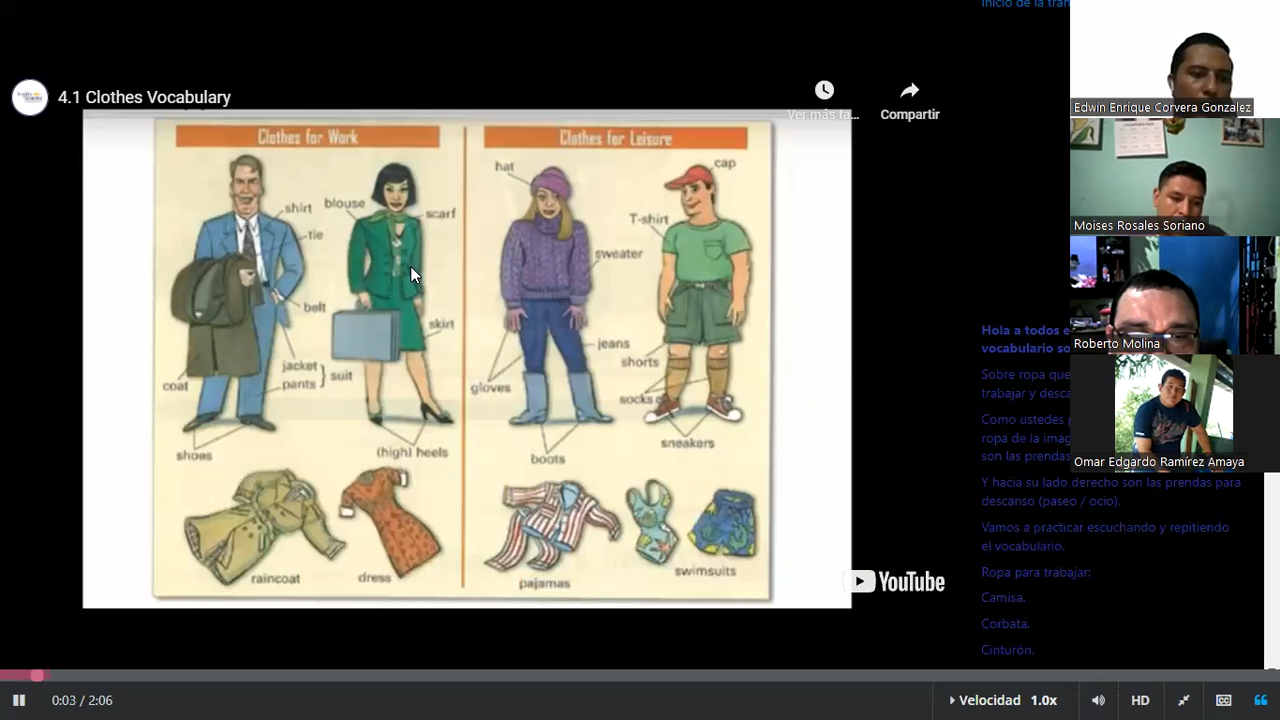 4.1 Clothes Vocabulary
Ver más ta...
Compartir
Clothes for Work
shirt
blouse
scarf
tie
belt
skirt
jacket
pants
suit
coat
shoes
(high) heels
raincoat
dress
Clothes for Leisure
hat
cap
T-shirt
sweater
jeans
shorts
gloves
socks
sneakers
boots
pajamas
swimsuits
YouTube
Inicio de la tran
Hola a todos e
vocabulario so
Sobre ropa que
trabajar y desca
Como ustedes
ropa de la imag
son las prendas
Y hacia su lado derecho son las prendas para
descanso (paseo / ocio).
Vamos a practicar escuchando y repitiendo
el vocabulario.
Ropa para trabajar:
Camisa.
Corbata.
Cinturón.
Edwin Enrique Corvera Gonzalez
Moises Rosales Soriano
Roberto Molina
Omar Edgardo Ramírez Amaya
0:03 / 2:06
Velocidad 1.0x
HD
CC